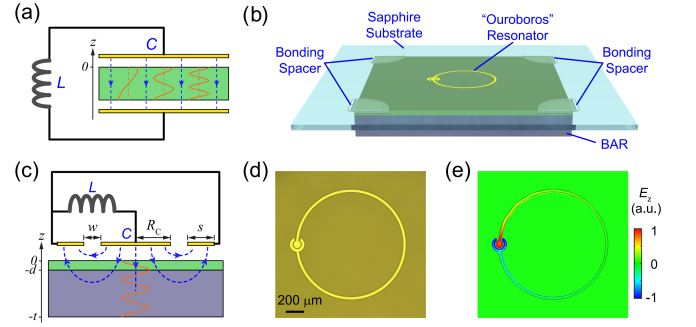 (a)
z
C
0
L
(b)
Sapphire
Substrate
"Ouroboros"
Resonator
Bonding
Spacer
Bonding
Spacer
BAR
(c)
L
w
C
R_C
s
z
0
-d
-t
(d)
200 μm
(e)
E_z
(a.u.)
1
0
-1